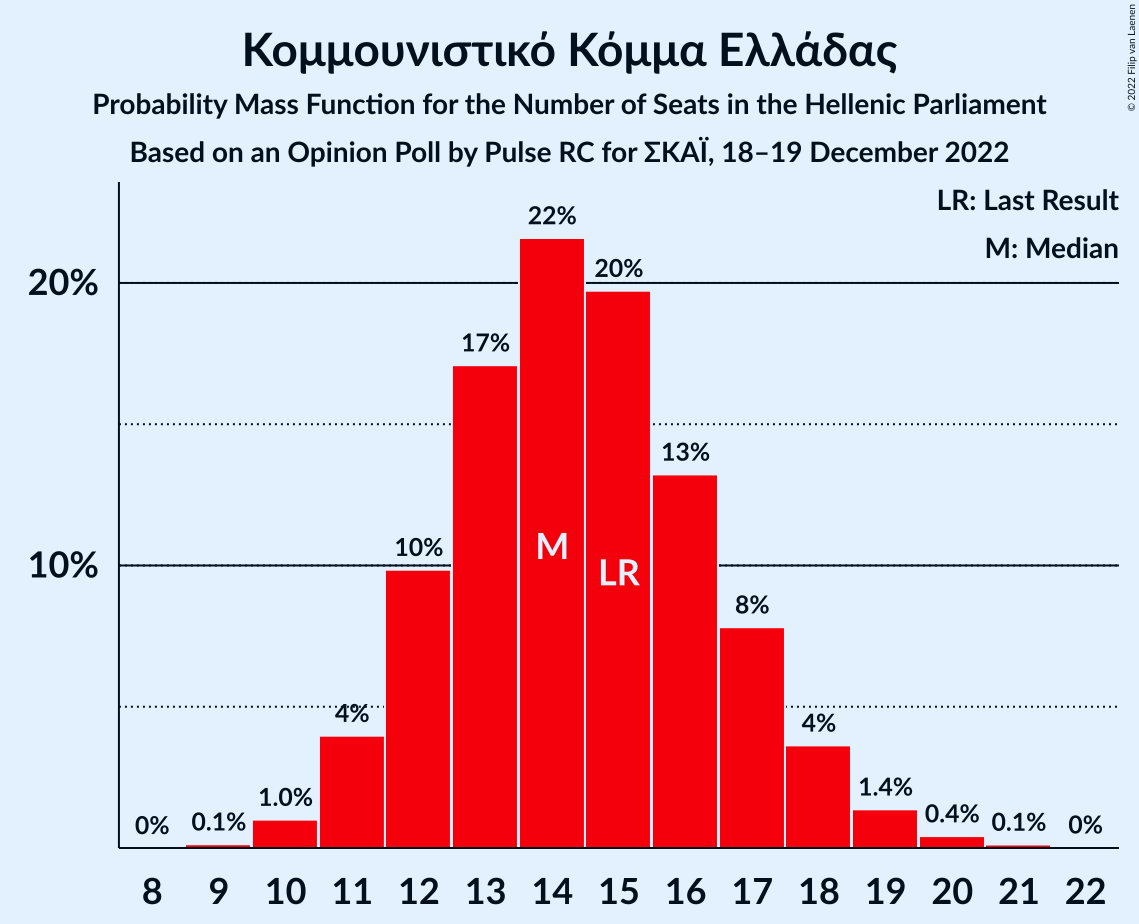 Κομμουνιστικό Κόμμα Ελλάδας
Probability Mass Function for the Number of Seats in the Hellenic Parliament
Based on an Opinion Poll by Pulse RC for ΣΚΑΪ, 18–19 December 2022
© 2022 Filip van Laenen
LR: Last Result
M: Median
20%
10%
0%
0.1%
1.0%
4%
10%
17%
22%
20%
13%
8%
4%
1.4%
0.4%
0.1%
0%
M
LR
8 9 10 11 12 13 14 15 16 17 18 19 20 21 22